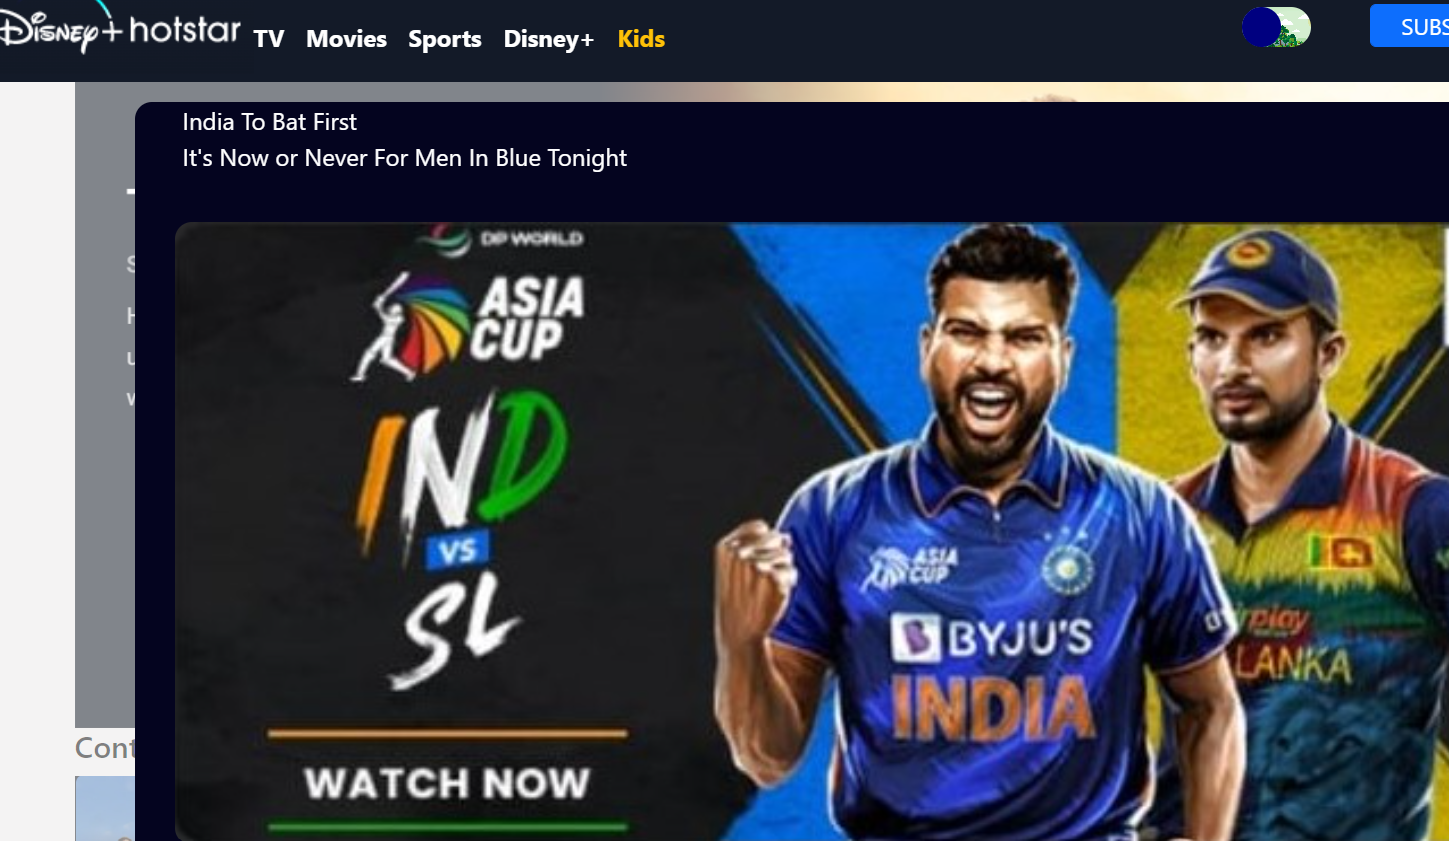 Disney+ hotstar
TV Movies Sports Disney+ Kids
SUBS
India To Bat First
It's Now or Never For Men In Blue Tonight
DP WORLD
ASIA
CUP
IND
VS
SL
WATCH NOW
ASIA
CUP
BYJU'S
INDIA
LANKA
Cont